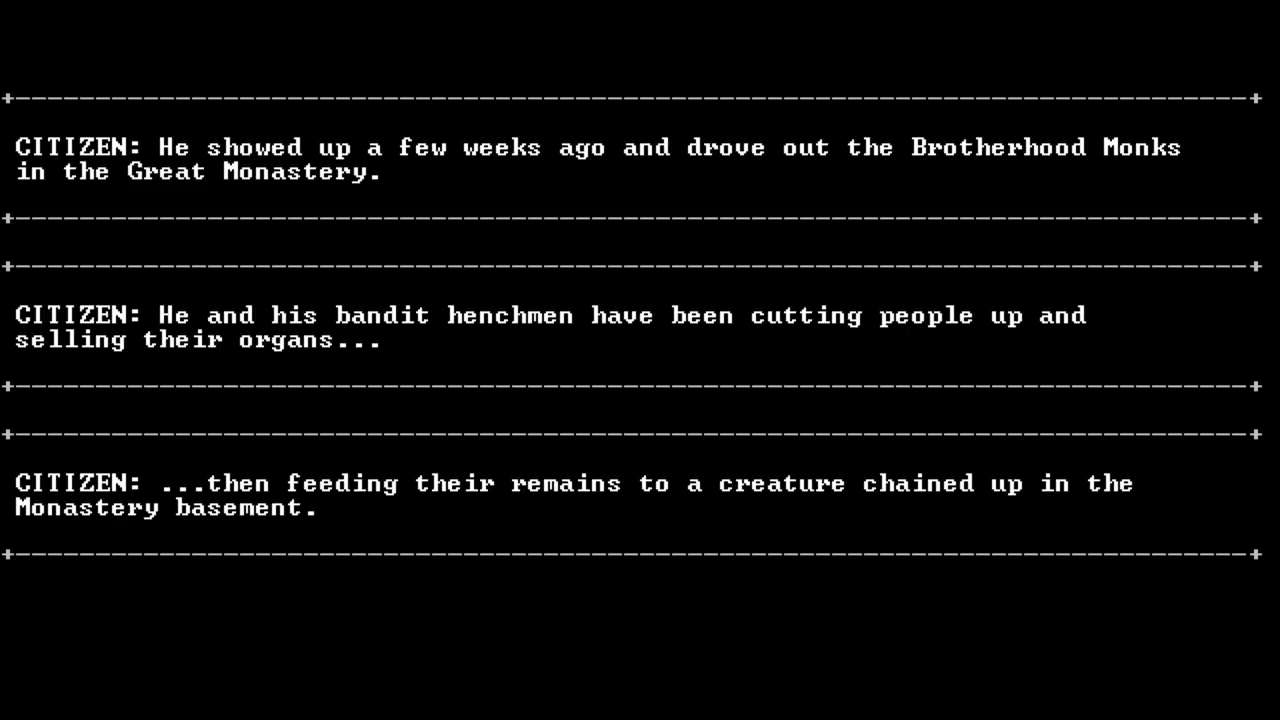 CITIZEN: He showed up a few weeks ago and drove out the Brotherhood Monks
in the Great Monastery.
CITIZEN: He and his bandit henchmen have been cutting people up and
selling their organs...
CITIZEN: ...then feeding their remains to a creature chained up in the
Monastery basement.